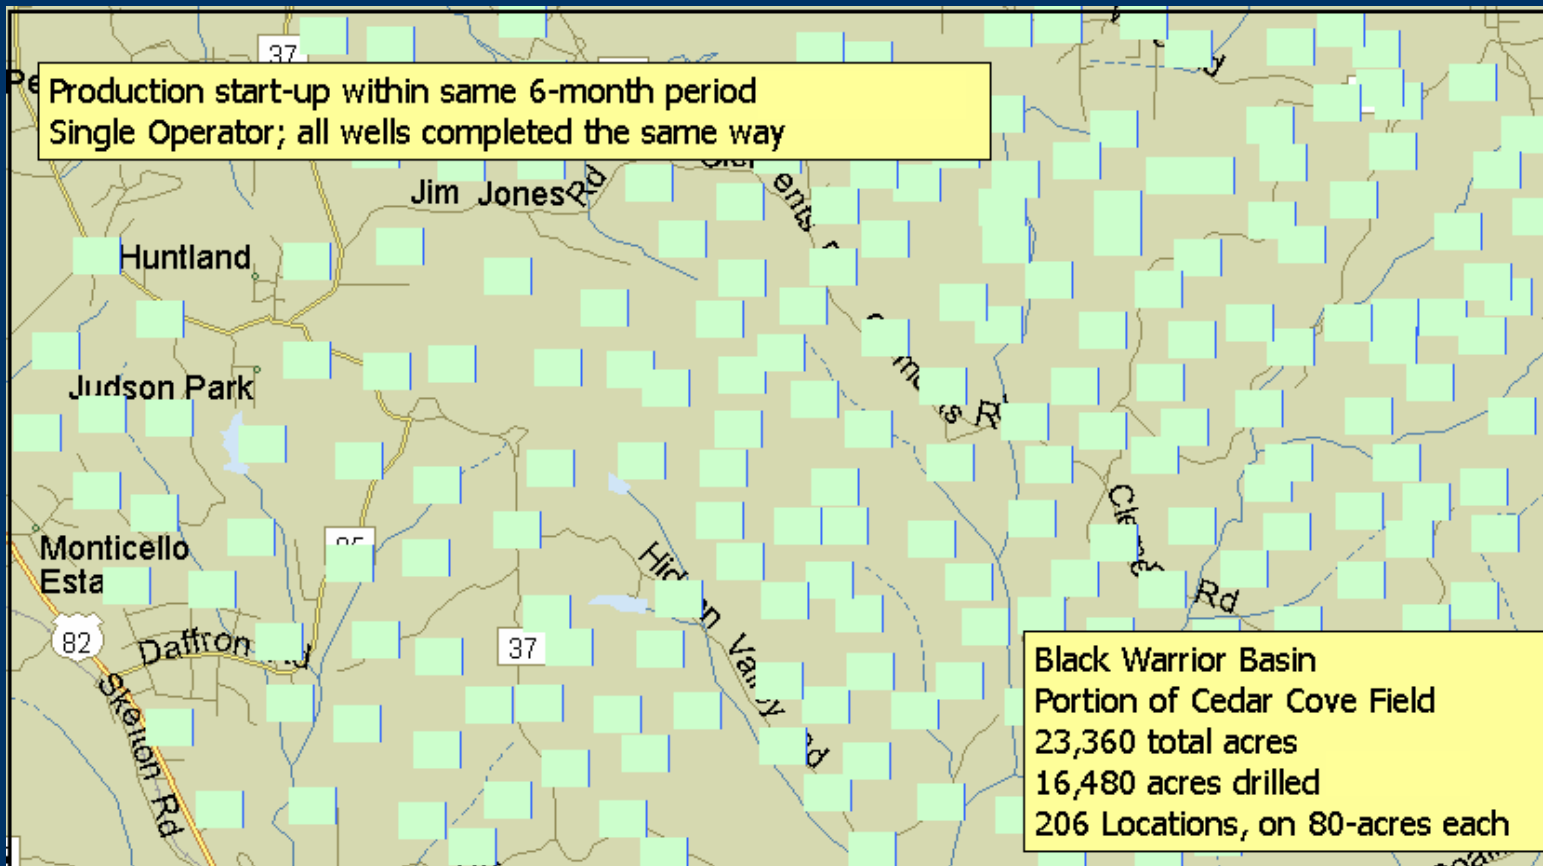 37
Production start-up within same 6-month period
Single Operator; all wells completed the same way
Jim Jones Rd
Huntland
Judson Park
Monticello
Esta
82
Daffron
37
Rd
Skelton Rd
Black Warrior Basin
Portion of Cedar Cove Field
23,360 total acres
16,480 acres drilled
206 Locations, on 80-acres each